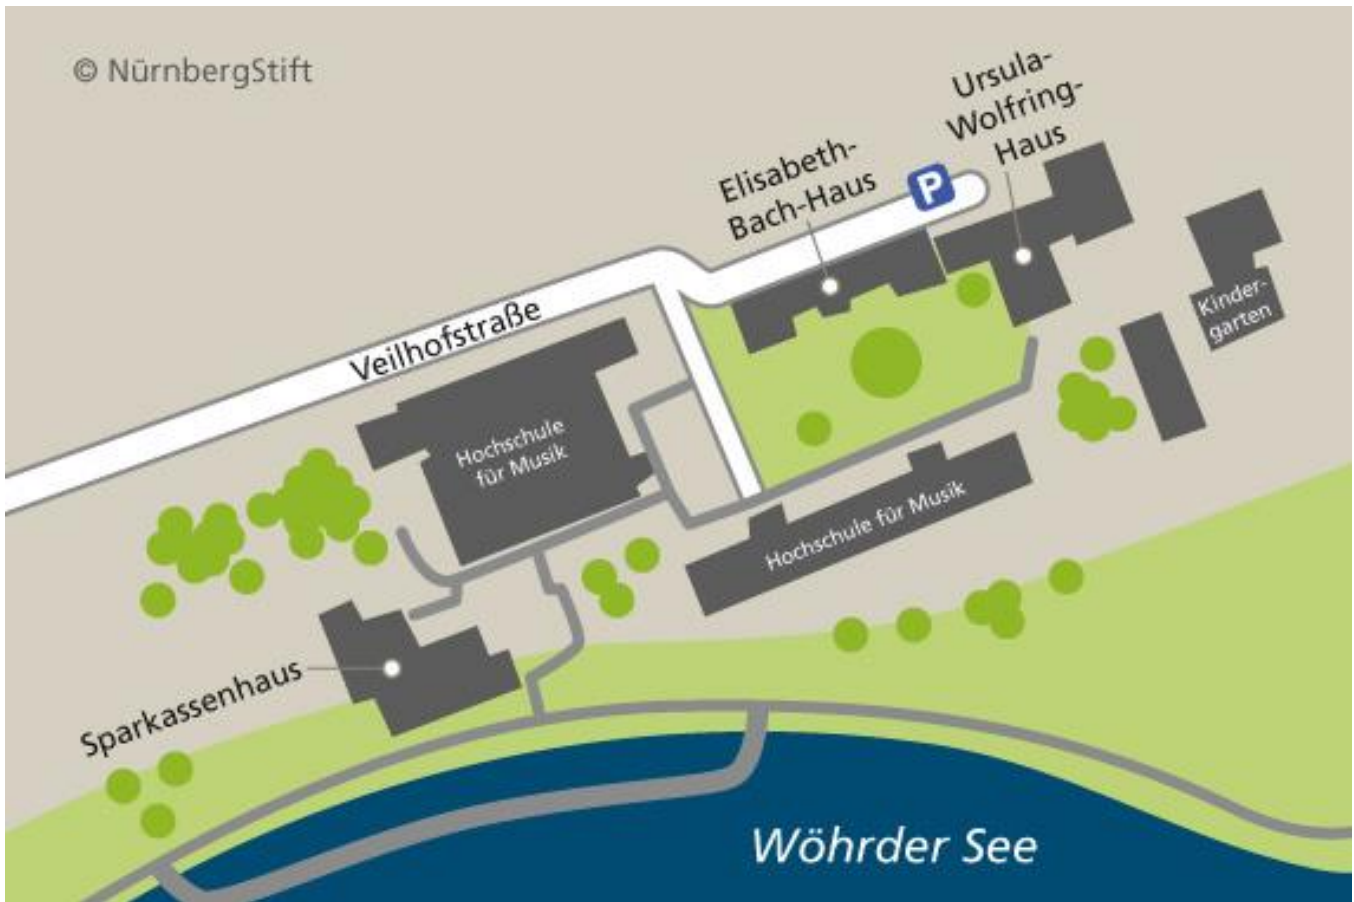 © NürnbergStift
Ursula-
Wolfring-
Haus
Elisabeth-
Bach-Haus
P
Veilhofstraße
Kinder-
garten
Hochschule
für Musik
Hochschule für Musik
Sparkassenhaus
Wöhrder See